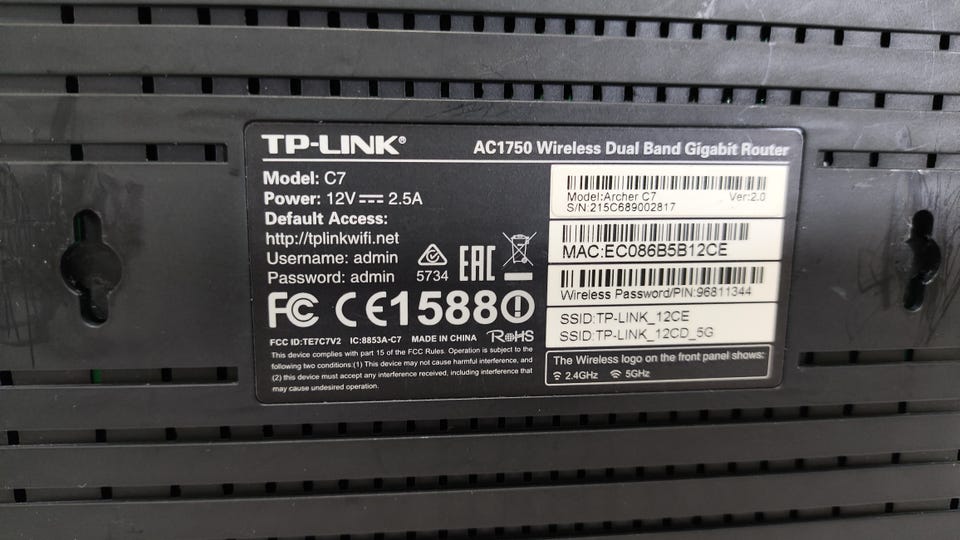 TP-LINK®
AC1750 Wireless Dual Band Gigabit Router
Model: C7
Power: 12V⎓2.5A
Default Access:
http://tplinkwifi.net
Username: admin
Password: admin
5734
EAC
FC CE1588
FCC ID:TE7C7V2 IC:8853A-C7 MADE IN CHINA RoHS
This device complies with part 15 of the FCC Rules. Operation is subject to the
following two conditions:(1) This device may not cause harmful interference, and
(2) this device must accept any interference received, including interference that
may cause undesired operation.
Model:Archer C7 Ver:2.0
S/N:215C689002817
MAC:EC086B5B12CE
Wireless Password/PIN:96811344
SSID:TP-LINK_12CE
SSID:TP-LINK_12CD_5G
The Wireless logo on the front panel shows:
2.4GHz 5GHz